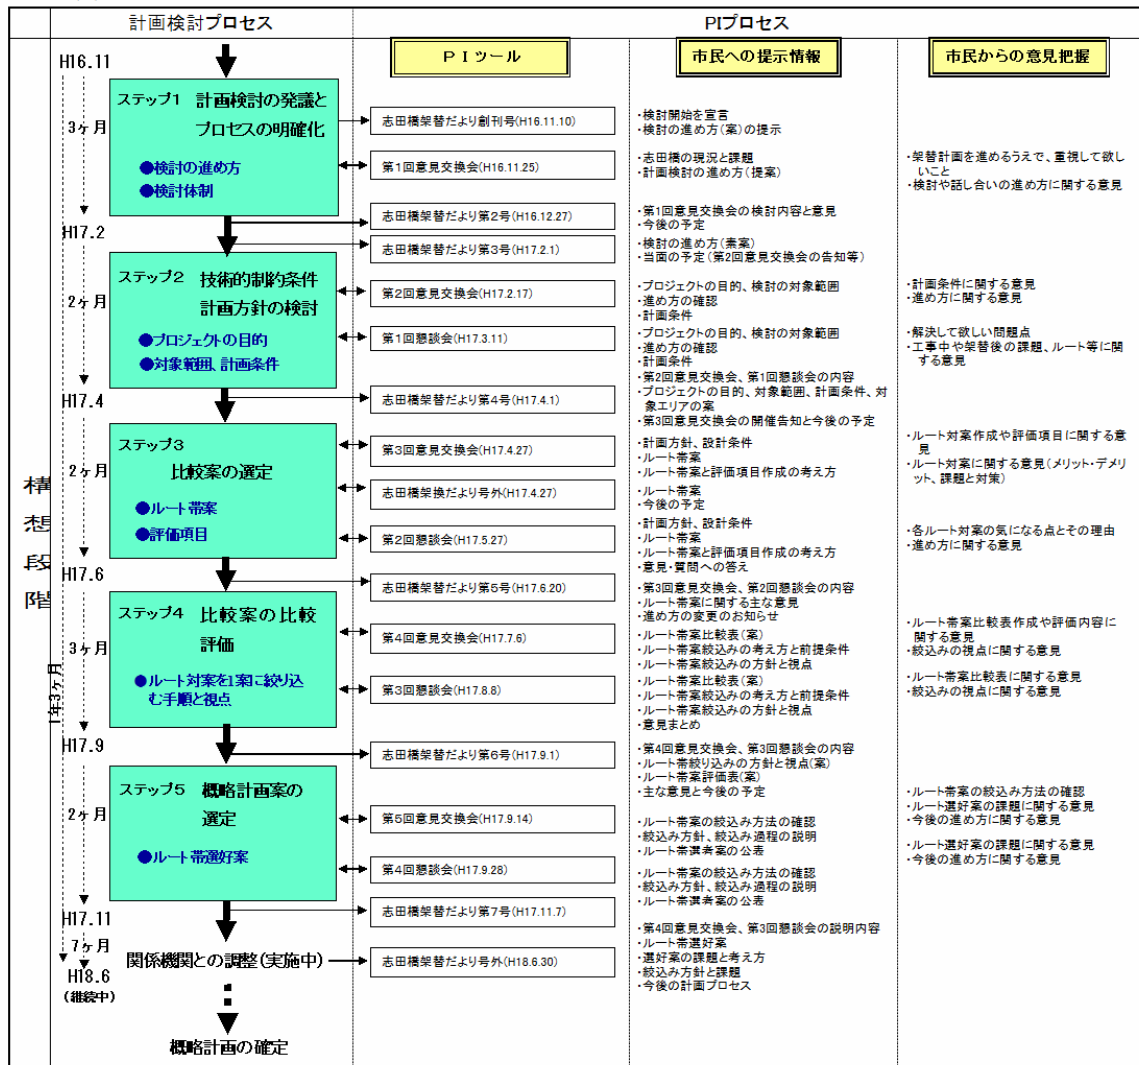 計画検討プロセス
PIプロセス
PIツール
市民への提示情報
市民からの意見把握
構想段階
1年3ヶ月
H16.11
3ヶ月
H17.2
2ヶ月
H17.4
2ヶ月
H17.6
3ヶ月
H17.9
2ヶ月
H17.11
7ヶ月
H18.6
(継続中)
ステップ1 計画検討の発議と
プロセスの明確化
●検討の進め方
●検討体制
ステップ2 技術的制約条件
計画方針の検討
●プロジェクトの目的
●対象範囲、計画条件
ステップ3
比較案の選定
●ルート帯案
●評価項目
ステップ4 比較案の比較
評価
●ルート対案を1案に絞り込
む手順と視点
ステップ5 概略計画案の
選定
●ルート帯選好案
関係機関との調整(実施中)
概略計画の確定
志田橋架替だより創刊号(H16.11.10)
第1回意見交換会(H16.11.25)
志田橋架替だより第2号(H16.12.27)
志田橋架替だより第3号(H17.2.1)
第2回意見交換会(H17.2.17)
第1回懇談会(H17.3.11)
志田橋架替だより第4号(H17.4.1)
第3回意見交換会(H17.4.27)
志田橋架換だより号外(H17.4.27)
第2回懇談会(H17.5.27)
志田橋架替だより第5号(H17.6.20)
第4回意見交換会(H17.7.6)
第3回懇談会(H17.8.8)
志田橋架替だより第6号(H17.9.1)
第5回意見交換会(H17.9.14)
第4回懇談会(H17.9.28)
志田橋架替だより第7号(H17.11.7)
志田橋架替だより号外(H18.6.30)
・検討開始を宣言
・検討の進め方(案)の提示
・志田橋の現況と課題
・計画検討の進め方(提案)
・第1回意見交換会の検討内容と意見
・今後の予定
・検討の進め方(素案)
・当面の予定(第2回意見交換会の告知等)
・プロジェクトの目的、検討の対象範囲
・進め方の確認
・計画条件
・プロジェクトの目的、検討の対象範囲
・進め方の確認
・計画条件
・第2回意見交換会、第1回懇談会の内容
・プロジェクトの目的、対象範囲、計画条件、対
象エリアの案
・第3回意見交換会の開催告知と今後の予定
・計画方針、設計条件
・ルート帯案
・ルート帯案と評価項目作成の考え方
・ルート帯案
・今後の予定
・計画方針、設計条件
・ルート帯案
・ルート帯案と評価項目作成の考え方
・意見・質問への答え
・第3回意見交換会、第2回懇談会の内容
・ルート帯案に関する主な意見
・進め方の変更のお知らせ
・ルート帯案比較表(案)
・ルート帯案絞込みの考え方と前提条件
・ルート帯案絞込みの方針と視点
・ルート帯案比較表(案)
・ルート帯案絞込みの考え方と前提条件
・ルート帯案絞込みの方針と視点
・意見まとめ
・第4回意見交換会、第3回懇談会の内容
・ルート帯絞り込みの方針と視点(案)
・ルート帯案評価表(案)
・主な意見と今後の予定
・ルート帯案の絞込み方法の確認
・絞込み方針、絞込み過程の説明
・ルート帯選考案の公表
・ルート帯案の絞込み方法の確認
・絞込み方針、絞込み過程の説明
・ルート帯選考案の公表
・第4回意見交換会、第3回懇談会の説明内容
・ルート帯選好案
・選好案の課題と考え方
・絞込み方針と課題
・今後の計画プロセス
・架替計画を進めるうえで、重視して欲し
いこと
・検討や話し合いの進め方に関する意見
・計画条件に関する意見
・進め方に関する意見
・解決して欲しい問題点
・工事中や架替後の課題、ルート等に関
する意見
・ルート対案作成や評価項目に関する意
見
・ルート対案に関する意見(メリット・デメリ
ット、課題と対策)
・各ルート対案の気になる点とその理由
・進め方に関する意見
・ルート帯案比較表作成や評価内容に
関する意見
・絞込みの視点に関する意見
・ルート帯案比較表に関する意見
・絞込みの視点に関する意見
・ルート帯案の絞込み方法の確認
・ルート選好案の課題に関する意見
・今後の進め方に関する意見
・ルート選好案の課題に関する意見
・今後の進め方に関する意見